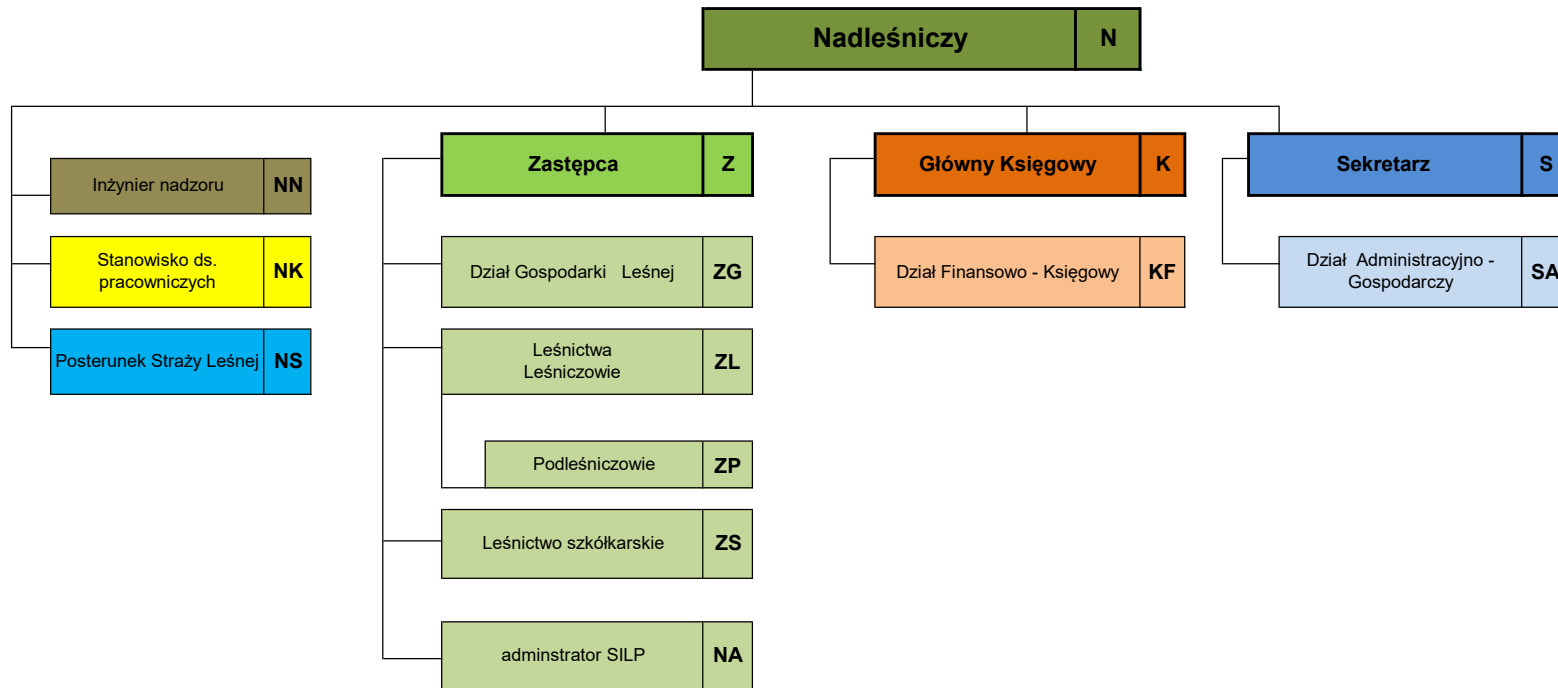 Nadleśniczy N
Zastępca Z
Główny Księgowy K
Sekretarz S
Inżynier nadzoru NN
Stanowisko ds.
pracowniczych NK
Posterunek Straży Leśnej NS
Dział Gospodarki Leśnej ZG
Leśnictwa
Leśniczowie ZL
Podleśniczowie ZP
Leśnictwo szkółkarskie ZS
adminstrator SILP NA
Dział Finansowo - Księgowy KF
Dział Administracyjno -
Gospodarczy SA